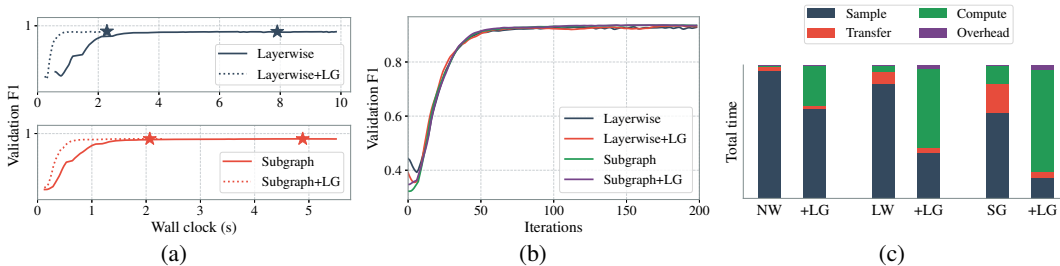 Validation F1
1
Layerwise
Layerwise+LG
0 2 4 6 8 10
1
Subgraph
Subgraph+LG
0 1 2 3 4 5
Wall clock (s)
(a)
Validation F1
0.8
0.6
0.4
Layerwise
Layerwise+LG
Subgraph
Subgraph+LG
0 50 100 150 200
Iterations
(b)
Sample Compute
Transfer Overhead
Total time
NW +LG LW +LG SG +LG
(c)